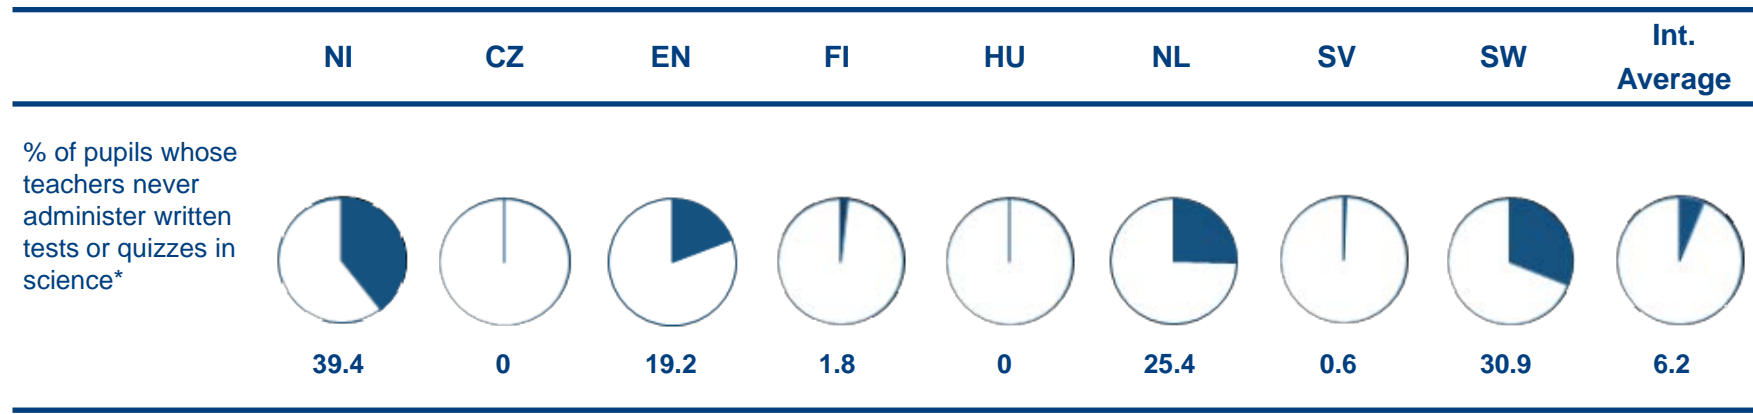 NI CZ EN FI HU NL SV SW Int. Average
% of pupils whose
teachers never
administer written
tests or quizzes in
science*
39.4 0 19.2 1.8 0 25.4 0.6 30.9 6.2